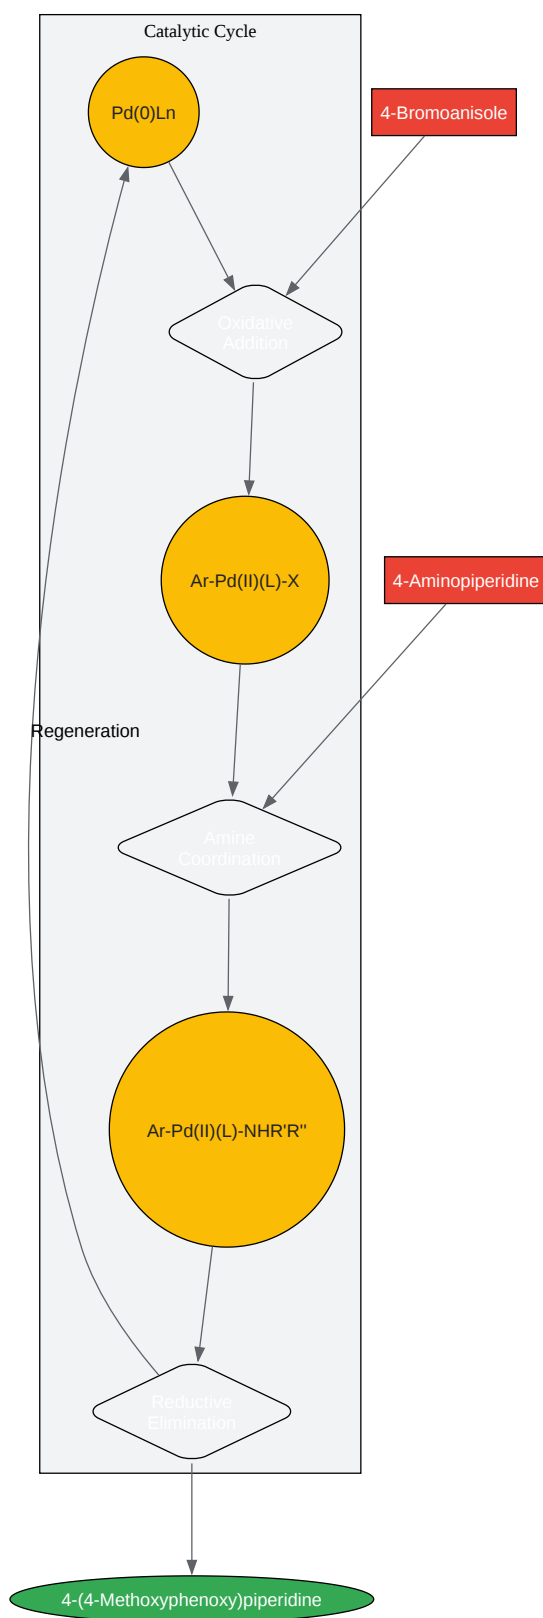 Catalytic Cycle
Pd(0)Ln
4-Bromoanisole
Oxidative
Addition
Ar-Pd(II)(L)-X
4-Aminopiperidine
Regeneration
Amine
Coordination
Ar-Pd(II)(L)-NHR'R''
Reductive
Elimination
4-(4-Methoxyphenoxy)piperidine